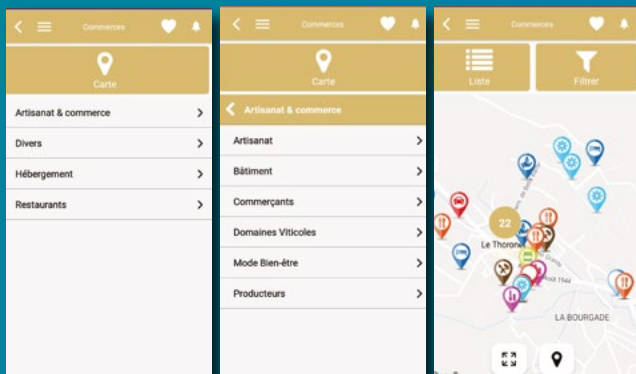 Commerces
Carte
Artisanat & commerce
Divers
Hébergement
Restaurants
Commerces
Carte
Artisanat & commerce
Artisanat
Bâtiment
Commerçants
Domaines Viticoles
Mode Bien-être
Producteurs
Commerces
Liste
Filtrer
22
Le Thoronet
LA BOURGADE